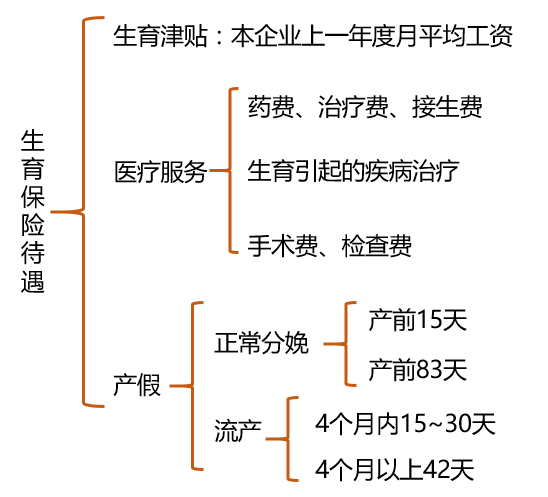 生育保险待遇
生育津贴：本企业上一年度月平均工资
医疗服务
药费、治疗费、接生费
生育引起的疾病治疗
手术费、检查费
产假
正常分娩
产前15天
产前83天
流产
4个月内15~30天
4个月以上42天